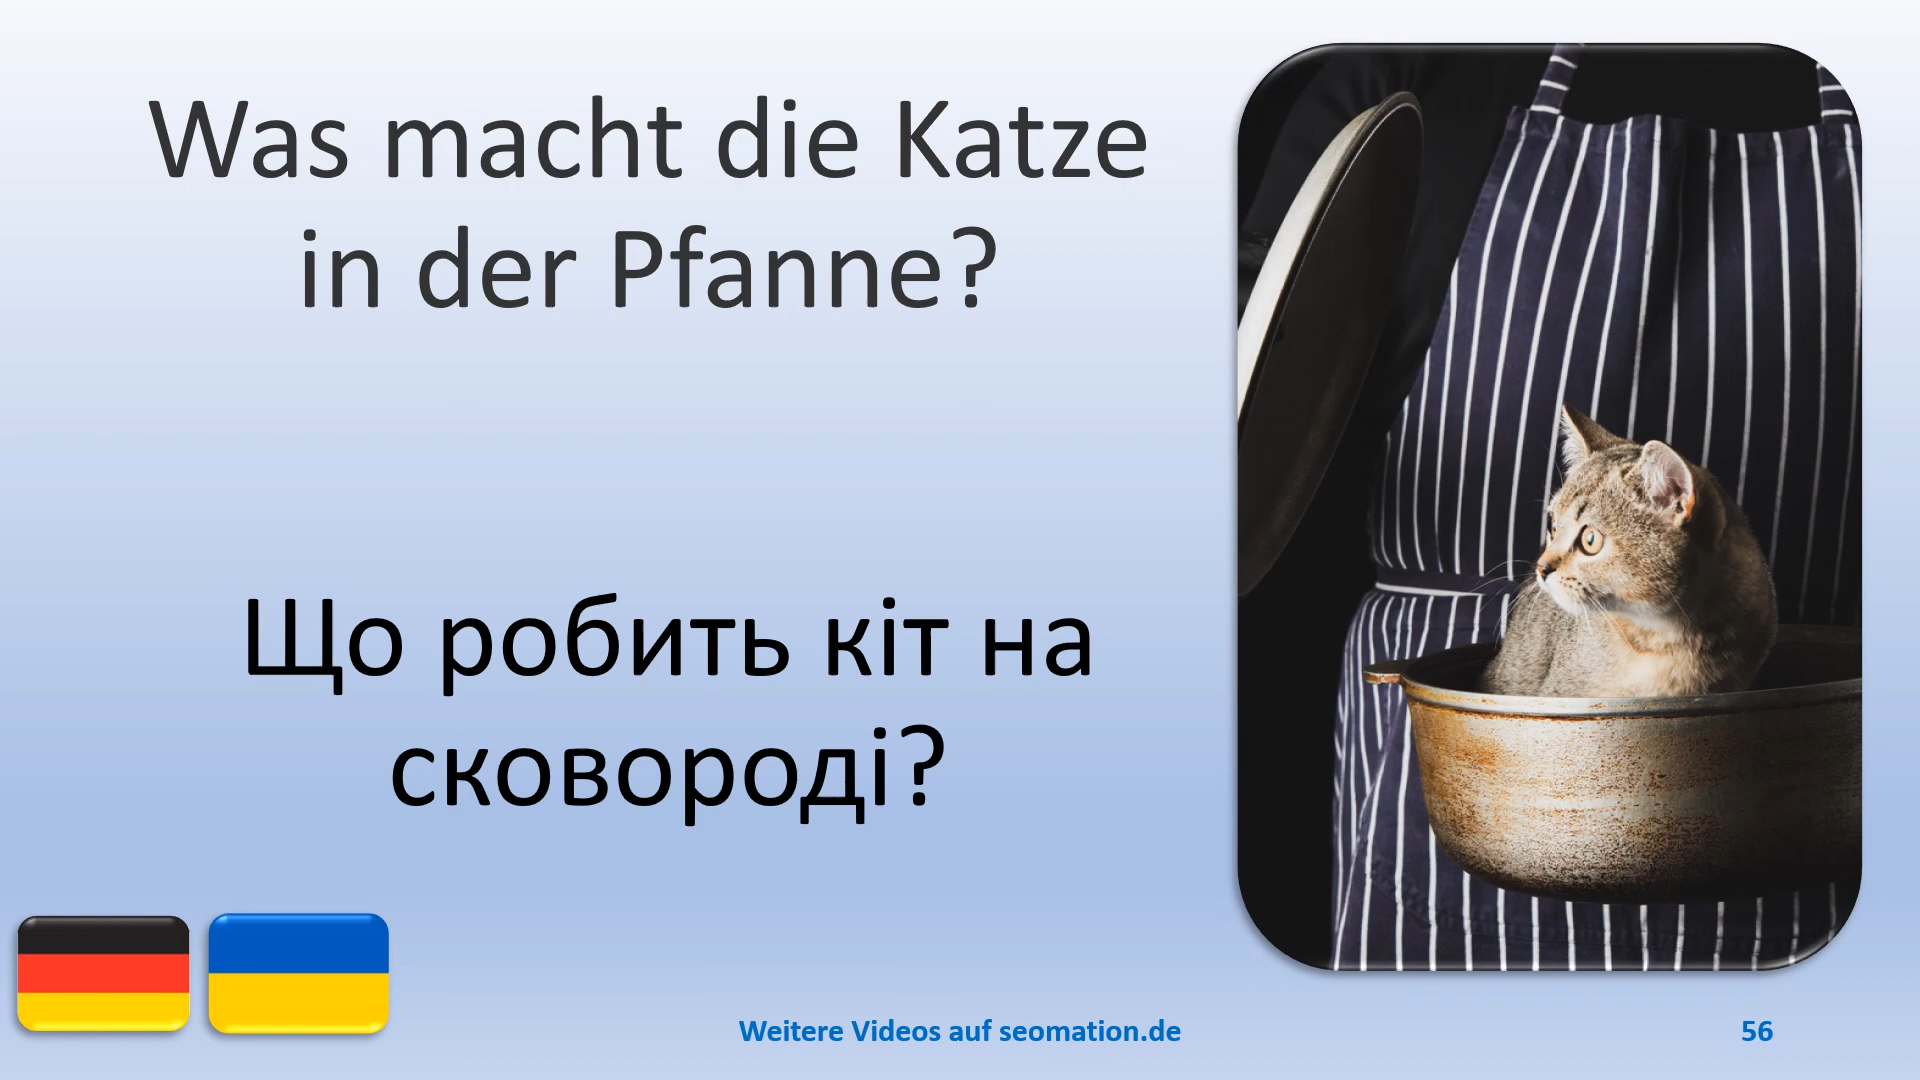 Was macht die Katze
in der Pfanne?
Що робить кіт на
сковороді?
Weitere Videos auf seomation.de
56